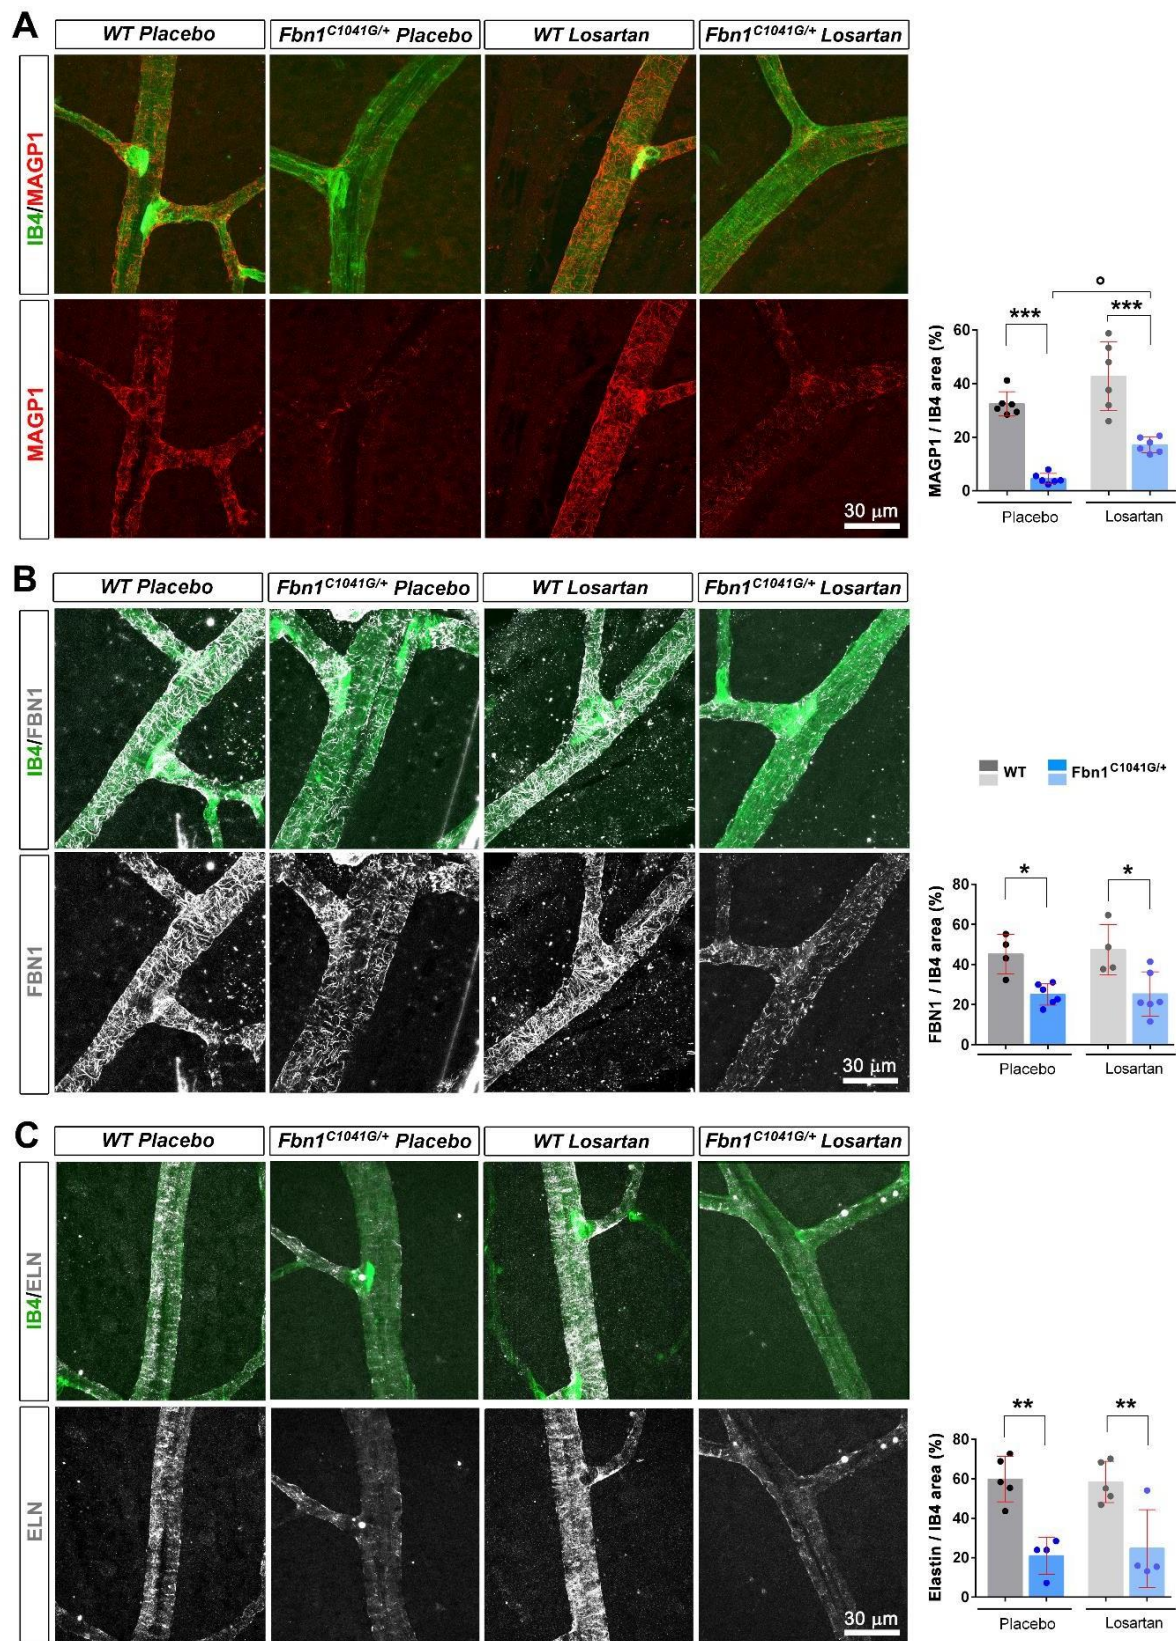 A
WT Placebo
Fbn1C1041G/+ Placebo
WT Losartan
Fbn1C1041G/+ Losartan
IB4/MAGP1
MAGP1
30 µm
MAGP1 / IB4 area (%)
60
40
20
0
***
***
°
Placebo
Losartan
B
WT Placebo
Fbn1C1041G/+ Placebo
WT Losartan
Fbn1C1041G/+ Losartan
IB4/FBN1
FBN1
30 µm
WT
Fbn1C1041G/+
FBN1 / IB4 area (%)
80
60
40
20
0
*
*
Placebo
Losartan
C
WT Placebo
Fbn1C1041G/+ Placebo
WT Losartan
Fbn1C1041G/+ Losartan
IB4/ELN
ELN
30 µm
Elastin / IB4 area (%)
80
60
40
20
0
**
**
Placebo
Losartan